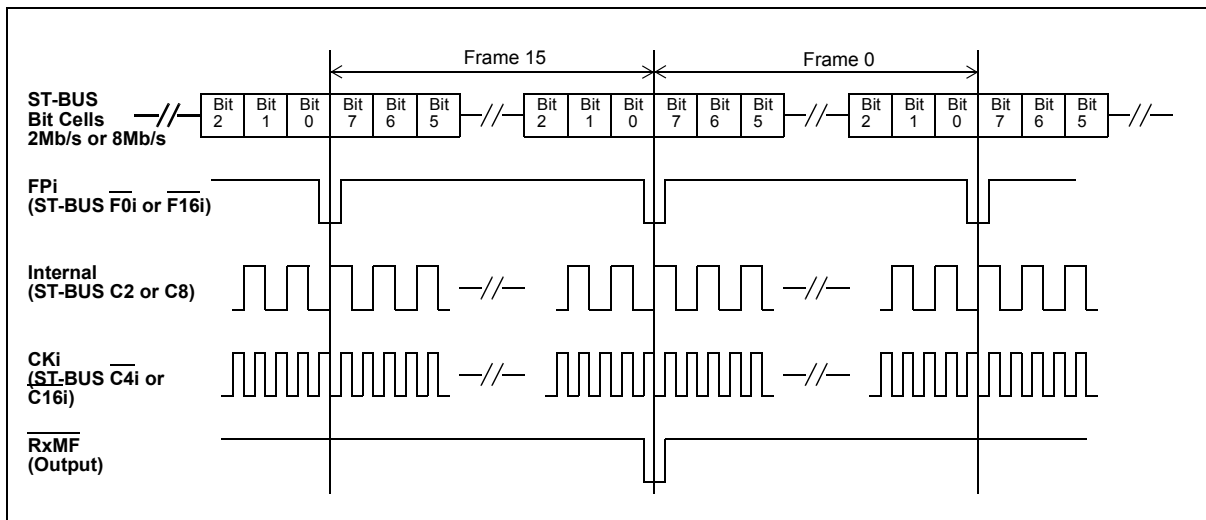 Frame 15
Frame 0
ST-BUS
Bit Cells
2Mb/s or 8Mb/s
Bit 2
Bit 1
Bit 0
Bit 7
Bit 6
Bit 5
Bit 2
Bit 1
Bit 0
Bit 7
Bit 6
Bit 5
Bit 2
Bit 1
Bit 0
Bit 7
Bit 6
Bit 5
FPi
(ST-BUS F0i or F16i)
Internal
(ST-BUS C2 or C8)
CKi
(ST-BUS C4i or
C16i)
RxMF
(Output)